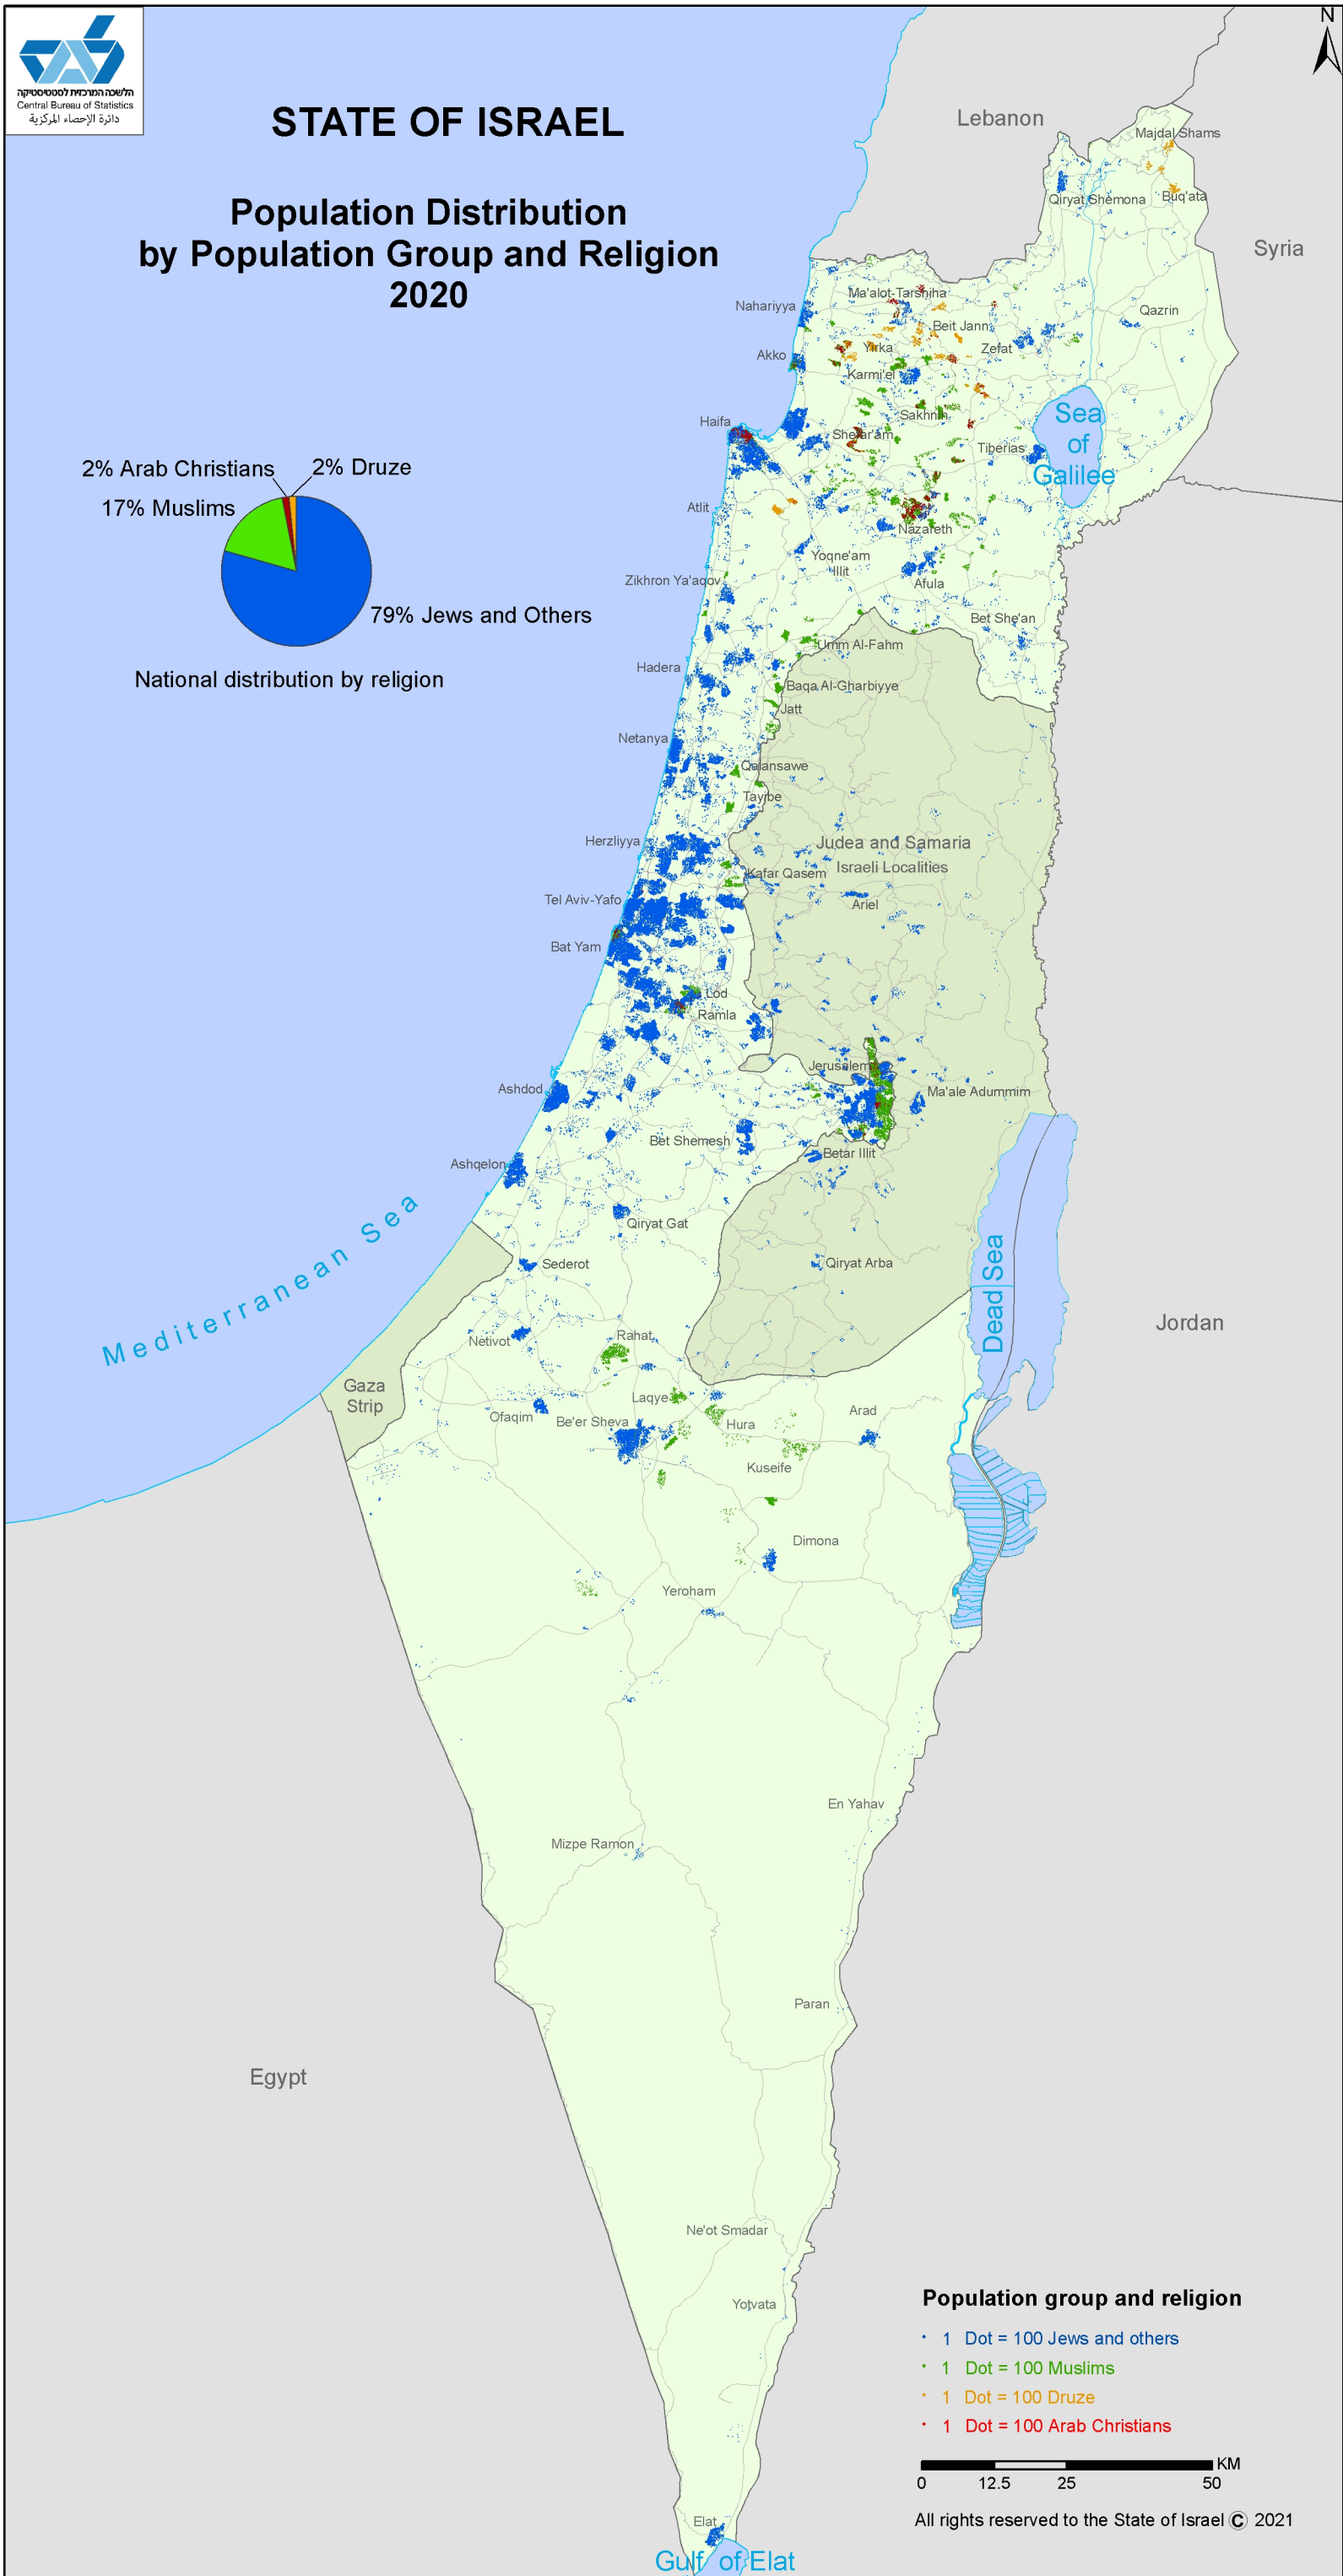 הלשכה המרכזית לסטטיסטיקה
Central Bureau of Statistics
دائرة الإحصاء المركزية
N
STATE OF ISRAEL
Population Distribution
by Population Group and Religion
2020
2% Arab Christians
2% Druze
17% Muslims
79% Jews and Others
National distribution by religion
Lebanon
Syria
Jordan
Egypt
Majdal Shams
Qiryat Shemona
Buq'ata
Nahariyya
Ma'alot-Tarshiha
Beit Jann
Qazrin
Akko
Yirka
Zefat
Karmi'el
Haifa
Sakhnin
Shefar'am
Tiberias
Sea
of
Galilee
Atlit
Nazareth
Yoqne'am
Illit
Zikhron Ya'aqov
Afula
Bet She'an
Umm Al-Fahm
Hadera
Baqa Al-Gharbiyye
Jatt
Netanya
Qalansawe
Tayibe
Herzliyya
Judea and Samaria
Israeli Localities
Kafar Qasem
Tel Aviv-Yafo
Ariel
Bat Yam
Lod
Ramla
Jerusalem
Ashdod
Ma'ale Adummim
Bet Shemesh
Betar Illit
Ashqelon
Qiryat Gat
Mediterranean Sea
Sederot
Qiryat Arba
Dead Sea
Netivot
Rahat
Gaza
Strip
Laqye
Ofaqim
Be'er Sheva
Hura
Arad
Kuseife
Dimona
Yeroham
En Yahav
Mizpe Ramon
Paran
Ne'ot Smadar
Yotvata
Elat
Gulf of Elat
Population group and religion
1 Dot = 100 Jews and others
1 Dot = 100 Muslims
1 Dot = 100 Druze
1 Dot = 100 Arab Christians
KM
0 12.5 25 50
All rights reserved to the State of Israel © 2021